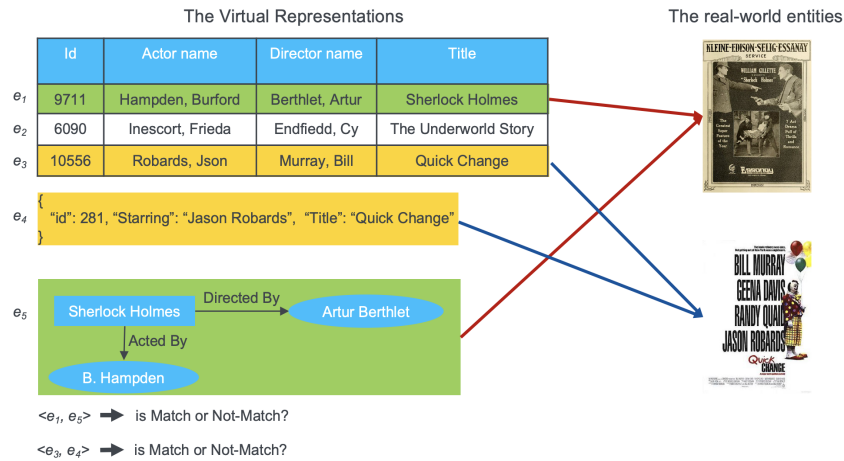 The Virtual Representations
The real-world entities
Id Actor name Director name Title
e1 9711 Hampden, Burford Berthlet, Artur Sherlock Holmes
e2 6090 Inescort, Frieda Endfiedd, Cy The Underworld Story
e3 10556 Robards, Json Murray, Bill Quick Change
e4 {
“id”: 281, “Starring”: “Jason Robards”, “Title”: “Quick Change”
}
e5
Sherlock Holmes
Directed By
Artur Berthlet
Acted By
B. Hampden
<e1, e5> is Match or Not-Match?
<e3, e4> is Match or Not-Match?
KLEINE-EDISON-SELIG-ESSANAY
SERVICE
WILLIAM GILLETTE
"Sherlock Holmes"
BILL MURRAY
GEENA DAVIS
RANDY QUAID
JASON ROBARDS
Quick
CHANGE